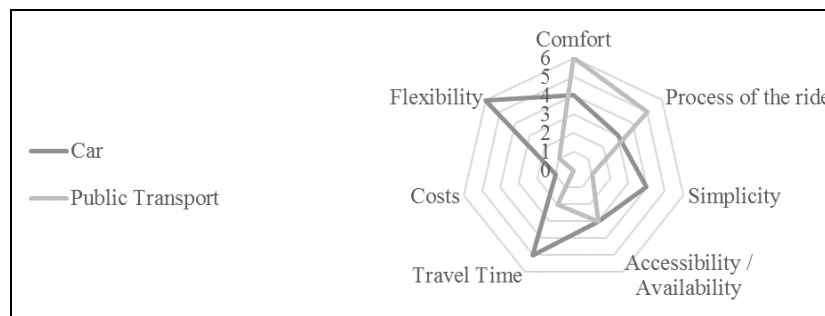 Comfort
6
5
4
3
2
1
0
Flexibility
Process of the ride
Car
Public Transport
Costs
Simplicity
Travel Time
Accessibility /
Availability